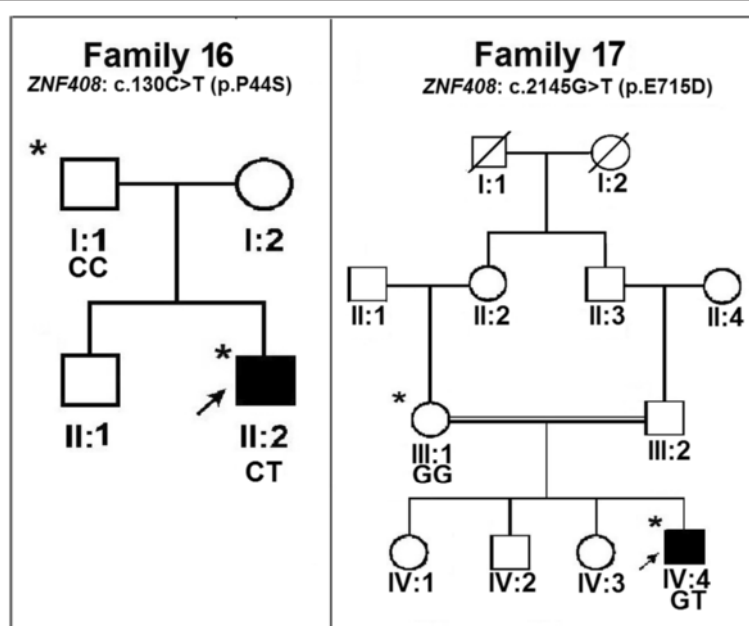 Family 16
ZNF408: c.130C>T (p.P44S)
*
I:1
CC
I:2
II:1
*
II:2
CT
Family 17
ZNF408: c.2145G>T (p.E715D)
I:1
I:2
II:1
II:2
II:3
II:4
*
III:1
GG
III:2
IV:1
IV:2
IV:3
*
IV:4
GT